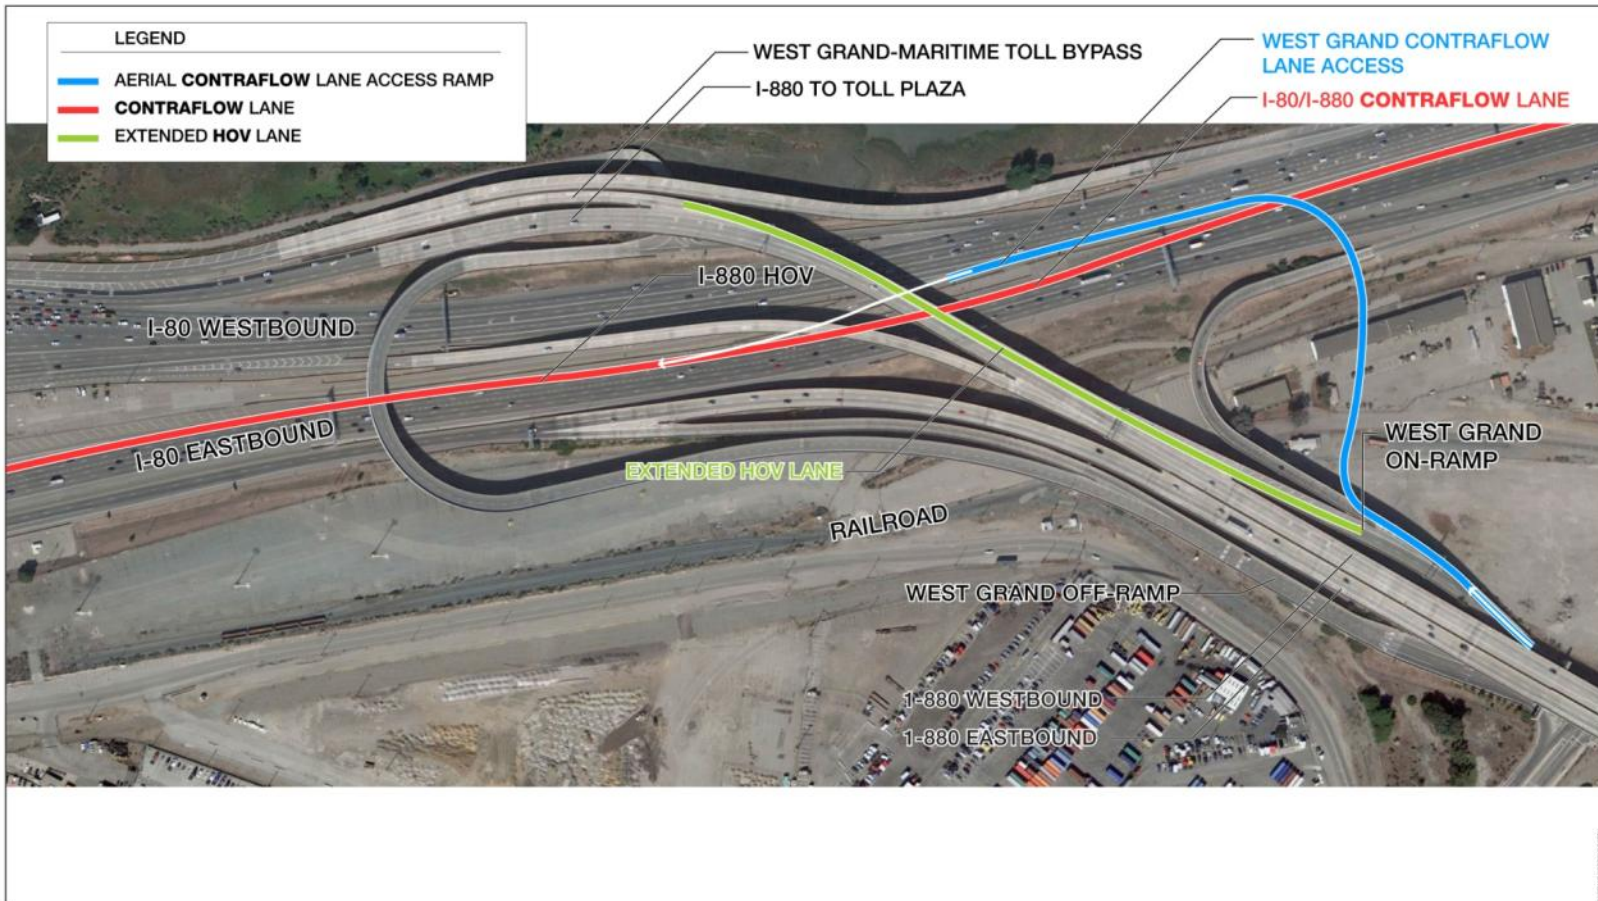 LEGEND
AERIAL CONTRAFLOW LANE ACCESS RAMP
CONTRAFLOW LANE
EXTENDED HOV LANE
WEST GRAND-MARITIME TOLL BYPASS
I-880 TO TOLL PLAZA
WEST GRAND CONTRAFLOW
LANE ACCESS
I-80/I-880 CONTRAFLOW LANE
I-880 HOV
I-80 WESTBOUND
I-80 EASTBOUND
EXTENDED HOV LANE
WEST GRAND
ON-RAMP
RAILROAD
WEST GRAND OFF-RAMP
1-880 WESTBOUND
1-880 EASTBOUND